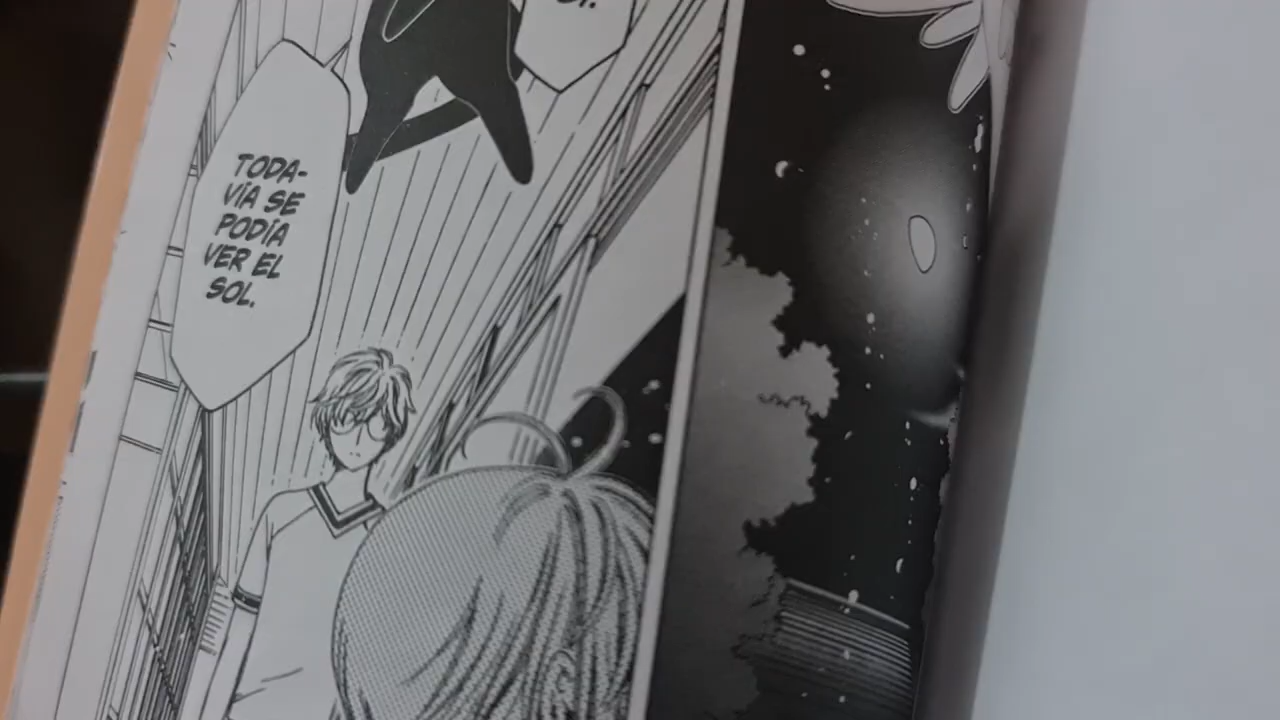 TODA-
VÍA SE
PODÍA
VER EL
SOL.